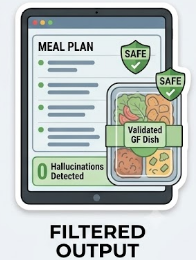 MEAL PLAN
SAFE
SAFE
Validated
GF Dish
0 Hallucinations
Detected
FILTERED
OUTPUT